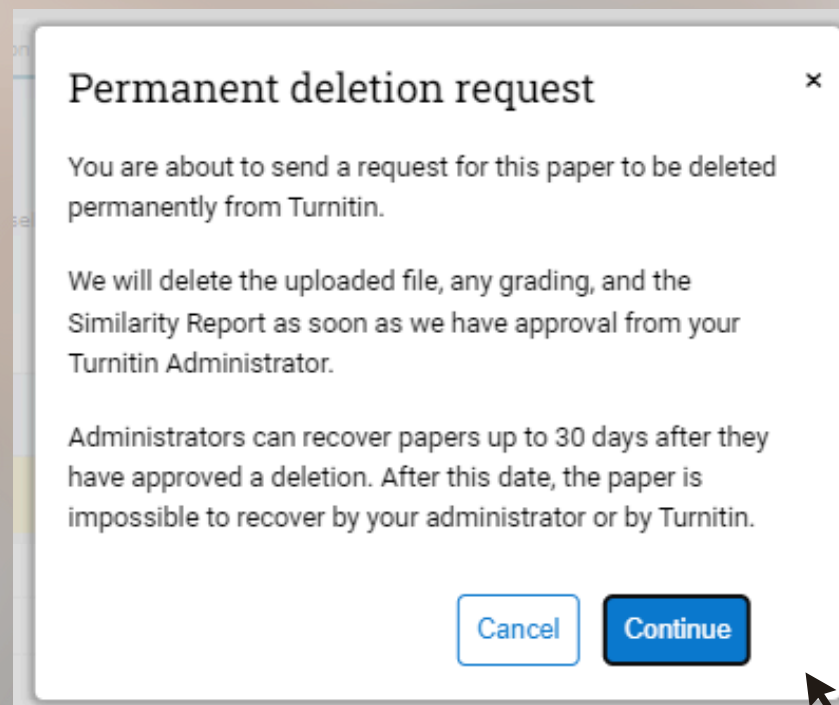 Permanent deletion request
×
You are about to send a request for this paper to be deleted
permanently from Turnitin.
We will delete the uploaded file, any grading, and the
Similarity Report as soon as we have approval from your
Turnitin Administrator.
Administrators can recover papers up to 30 days after they
have approved a deletion. After this date, the paper is
impossible to recover by your administrator or by Turnitin.
Cancel
Continue